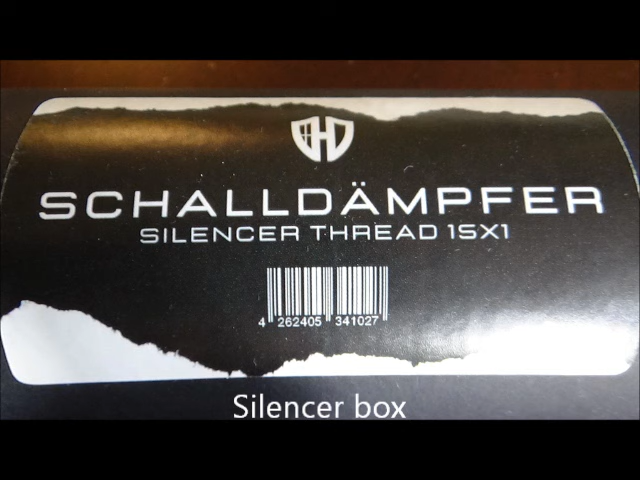 SCHALLDÄMPFER
SILENCER THREAD 15X1
4 262405 341027
Silencer box